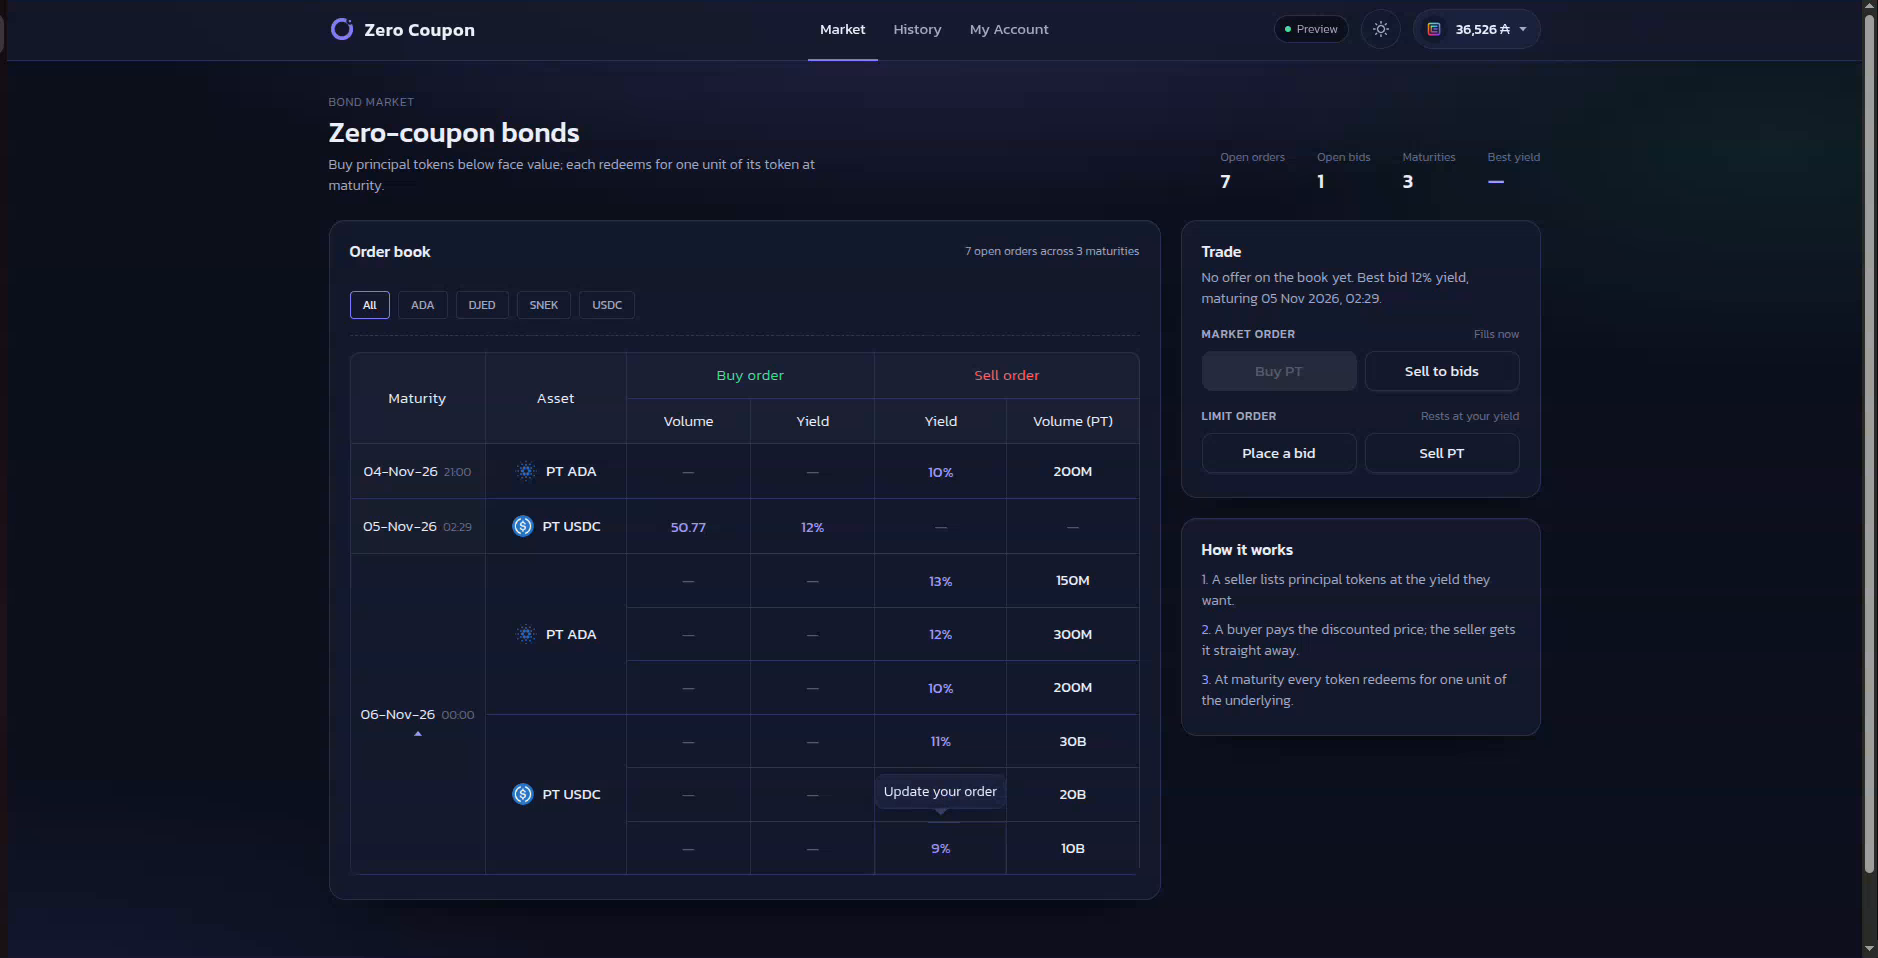 Zero Coupon
Market
History
My Account
Preview
36,526 ₳
BOND MARKET
Zero-coupon bonds
Buy principal tokens below face value; each redeems for one unit of its token at
maturity.
Open orders
Open bids
Maturities
Best yield
7
1
3
—
Order book
7 open orders across 3 maturities
All
ADA
DJED
SNEK
USDC
Maturity
Asset
Buy order
Sell order
Volume
Yield
Yield
Volume (PT)
04-Nov-26 21:00
PT ADA
—
—
10%
200M
05-Nov-26 02:29
PT USDC
50.77
12%
—
—
06-Nov-26 00:00
PT ADA
—
—
13%
150M
—
—
12%
300M
—
—
10%
200M
PT USDC
—
—
11%
30B
—
—
Update your order
20B
—
—
9%
10B
Trade
No offer on the book yet. Best bid 12% yield,
maturing 05 Nov 2026, 02:29.
MARKET ORDER
Fills now
Buy PT
Sell to bids
LIMIT ORDER
Rests at your yield
Place a bid
Sell PT
How it works
1. A seller lists principal tokens at the yield they
want.
2. A buyer pays the discounted price; the seller gets
it straight away.
3. At maturity every token redeems for one unit of
the underlying.